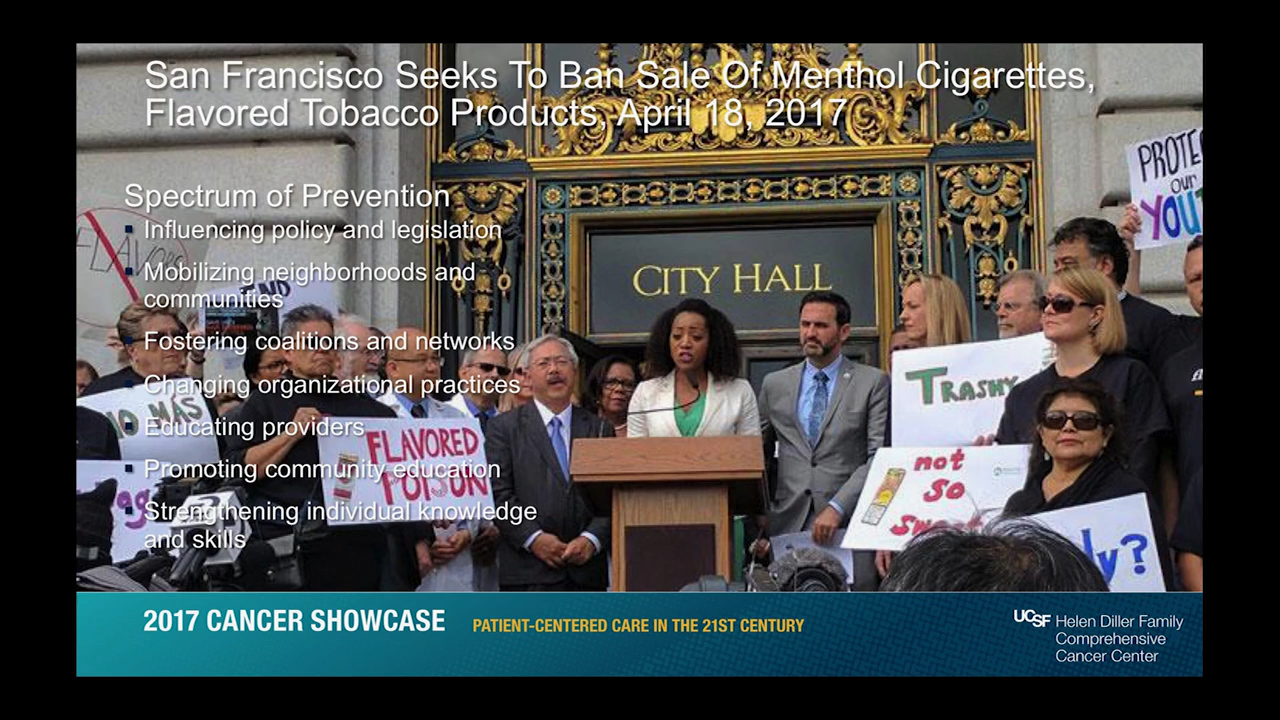 San Francisco Seeks To Ban Sale Of Menthol Cigarettes,
Flavored Tobacco Products, April 18, 2017
Spectrum of Prevention
Influencing policy and legislation
Mobilizing neighborhoods and
communities
Fostering coalitions and networks
Changing organizational practices
Educating providers
Promoting community education
Strengthening individual knowledge
and skills
CITY HALL
OUR
TRASHY
NO MÁS
FLAVORED
POISON
not
so
2017 CANCER SHOWCASE
PATIENT-CENTERED CARE IN THE 21ST CENTURY
UCSF Helen Diller Family
Comprehensive
Cancer Center